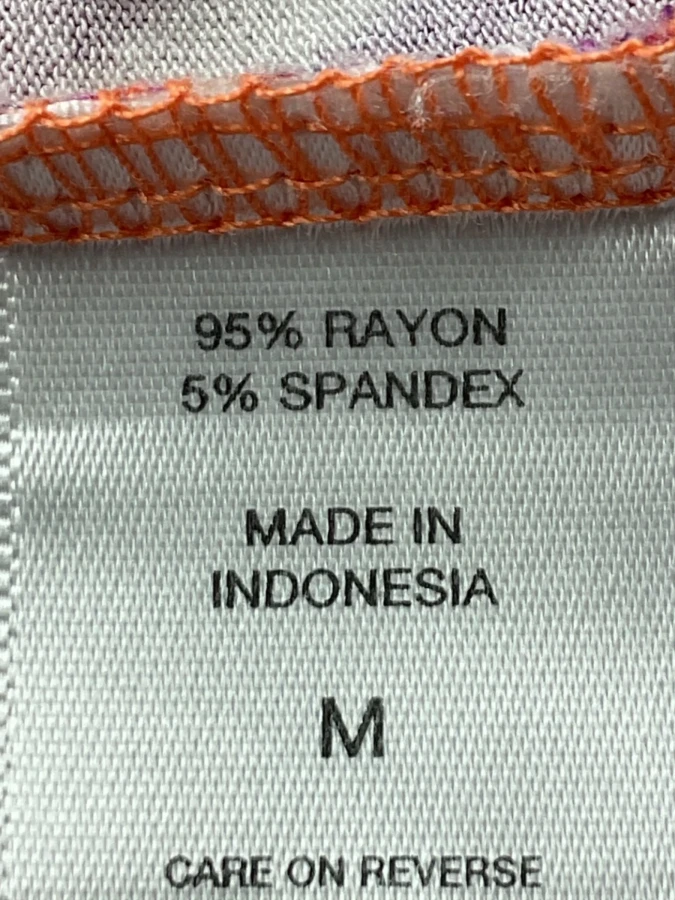 95% RAYON
5% SPANDEX
MADE IN
INDONESIA
M
CARE ON REVERSE